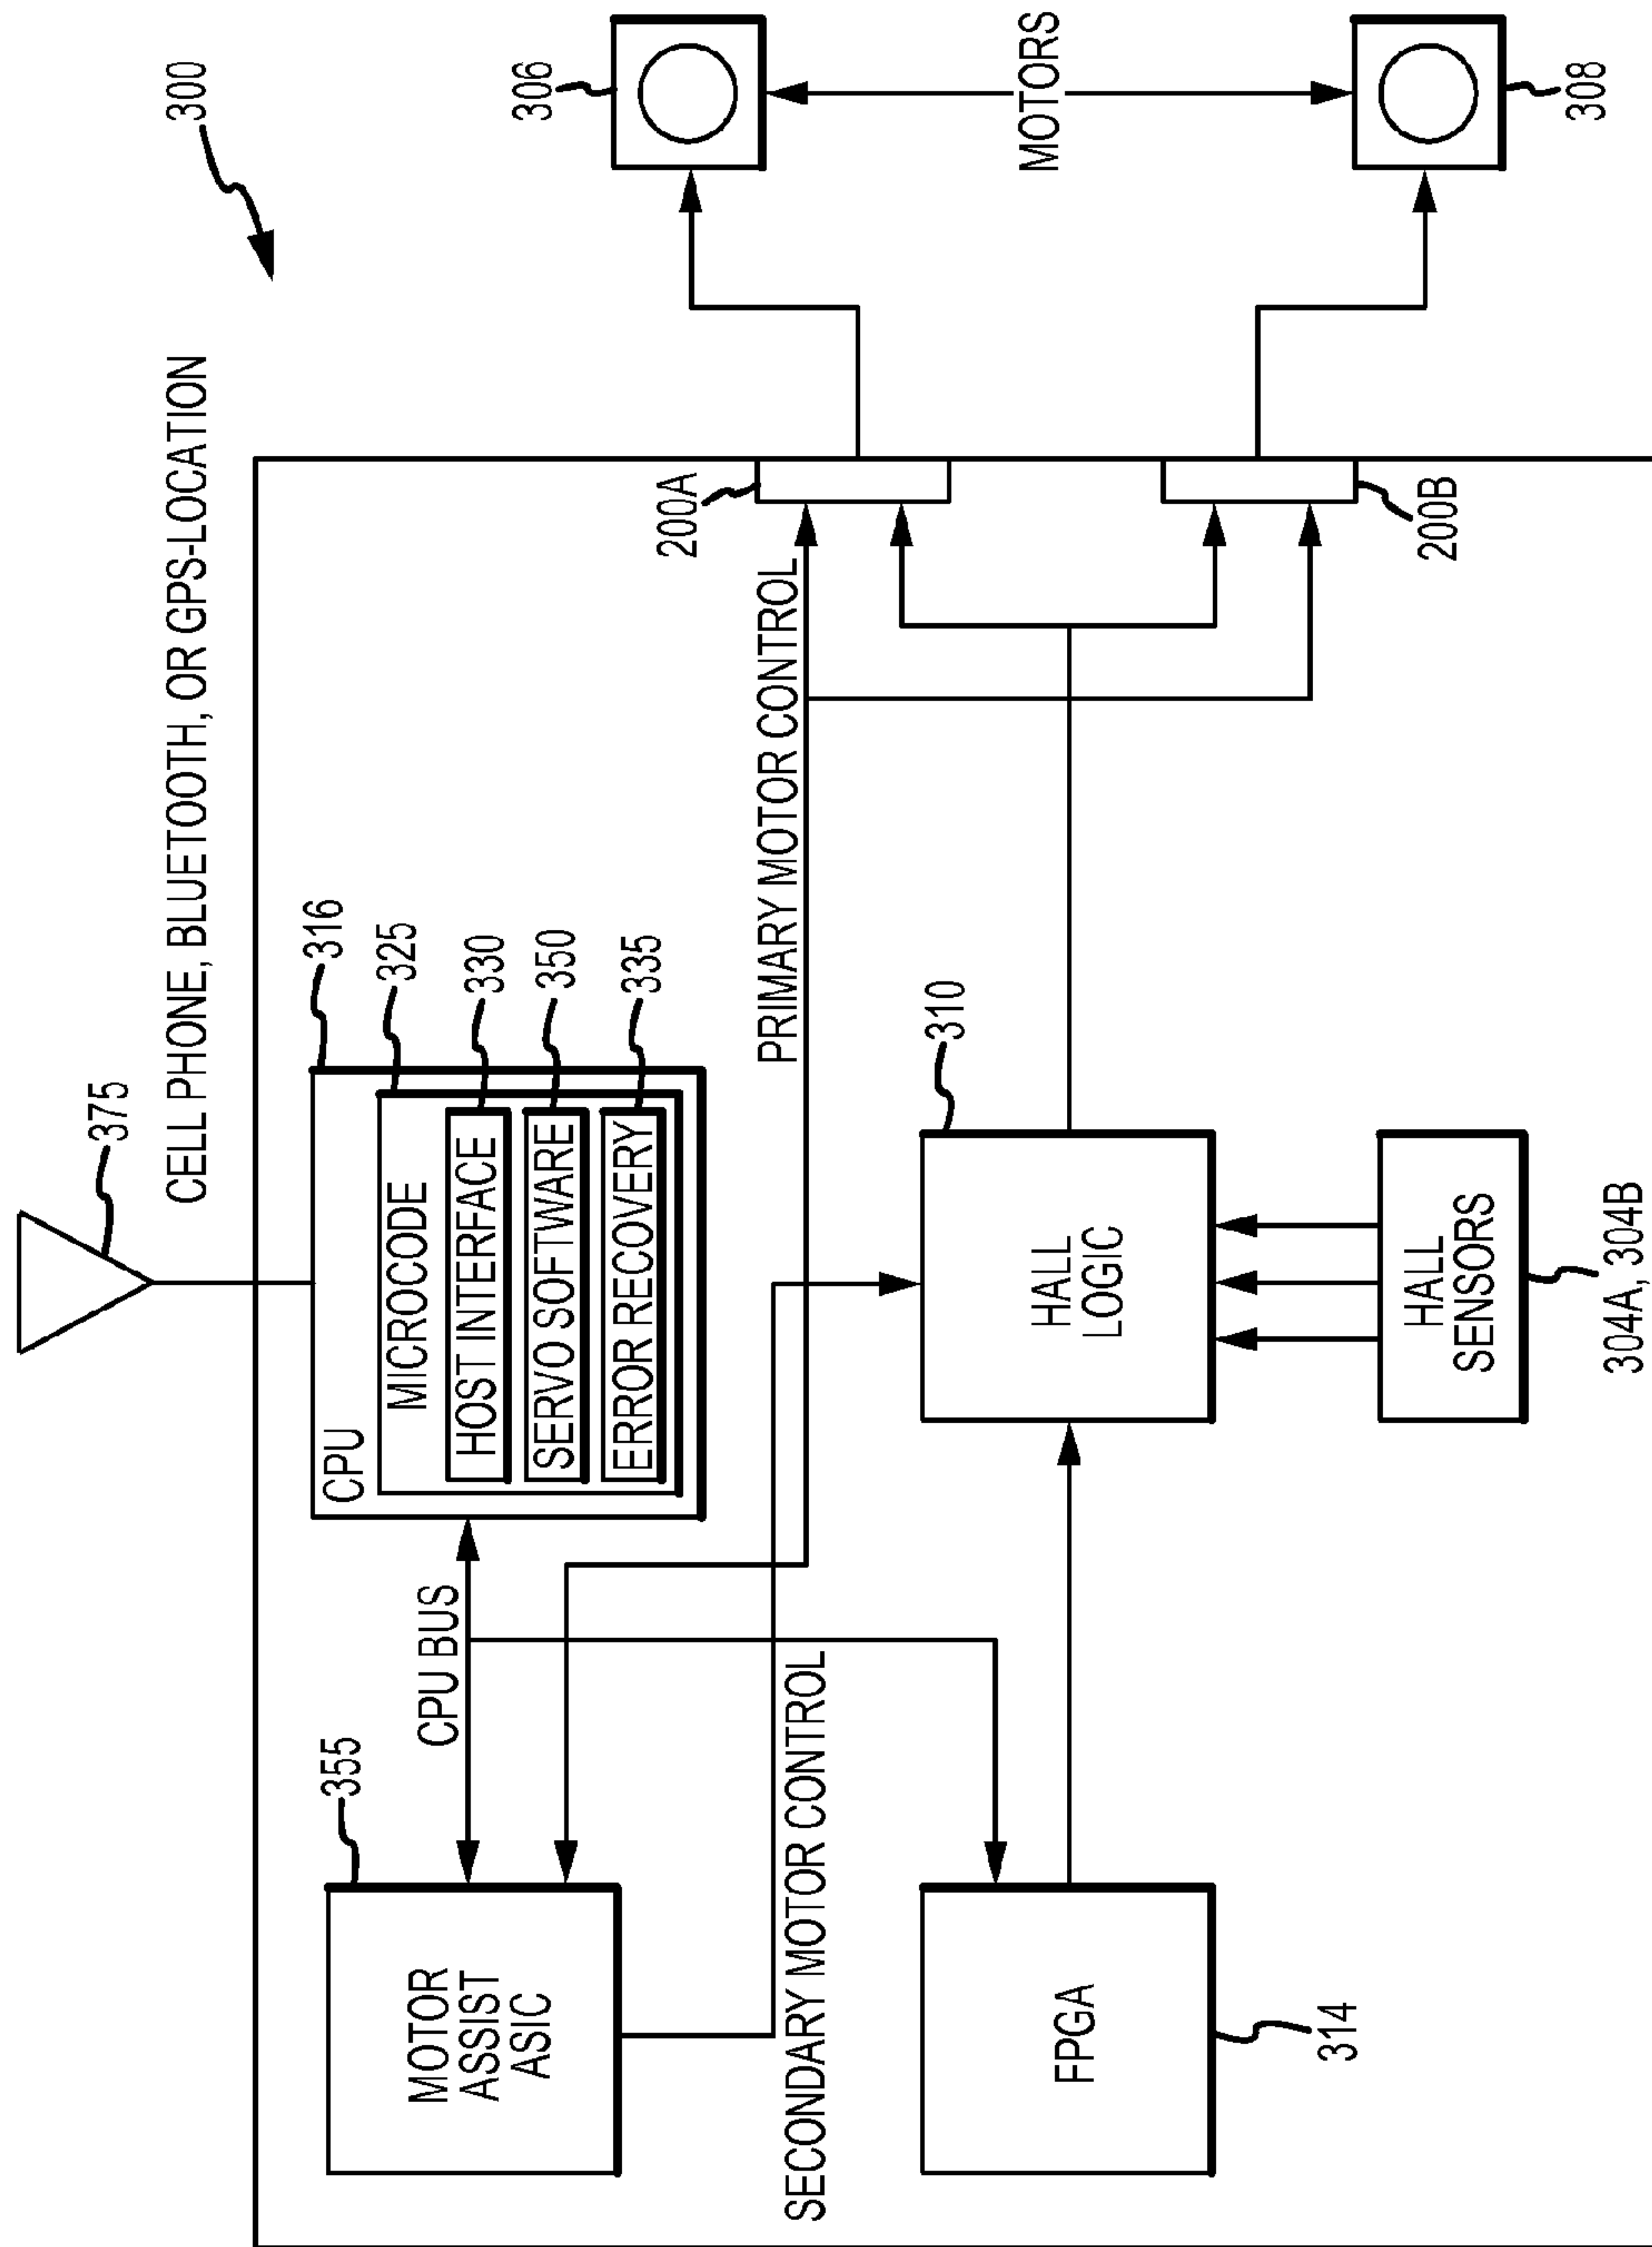 300
375
CELL PHONE, BLUETOOTH, OR GPS-LOCATION
355
CPU BUS
CPU
316
MICROCODE
325
HOST INTERFACE
330
SERVO SOFTWARE
350
ERROR RECOVERY
335
MOTOR
ASSIST
ASIC
306
200A
PRIMARY MOTOR CONTROL
SECONDARY MOTOR CONTROL
MOTORS
310
HALL
LOGIC
FPGA
314
200B
308
HALL
SENSORS
304A, 304B